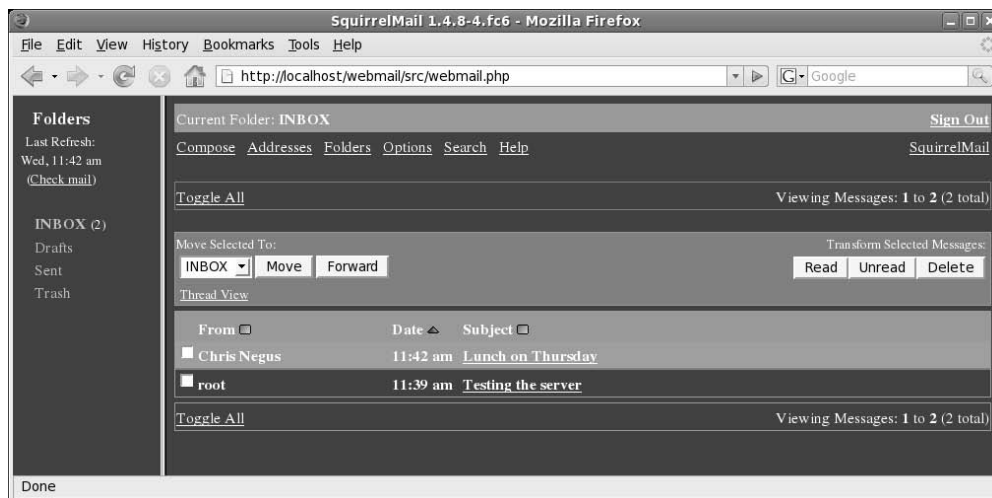 SquirrelMail 1.4.8-4.fc6 - Mozilla Firefox
File Edit View History Bookmarks Tools Help
http://localhost/webmail/src/webmail.php
G Google
Folders
Last Refresh:
Wed, 11:42 am
(Check mail)
INBOX (2)
Drafts
Sent
Trash
Current Folder: INBOX Sign Out
Compose Addresses Folders Options Search Help SquirrelMail
Toggle All Viewing Messages: 1 to 2 (2 total)
Move Selected To: Transform Selected Messages:
INBOX Move Forward Read Unread Delete
Thread View
From Date Subject
Chris Negus 11:42 am Lunch on Thursday
root 11:39 am Testing the server
Toggle All Viewing Messages: 1 to 2 (2 total)
Done